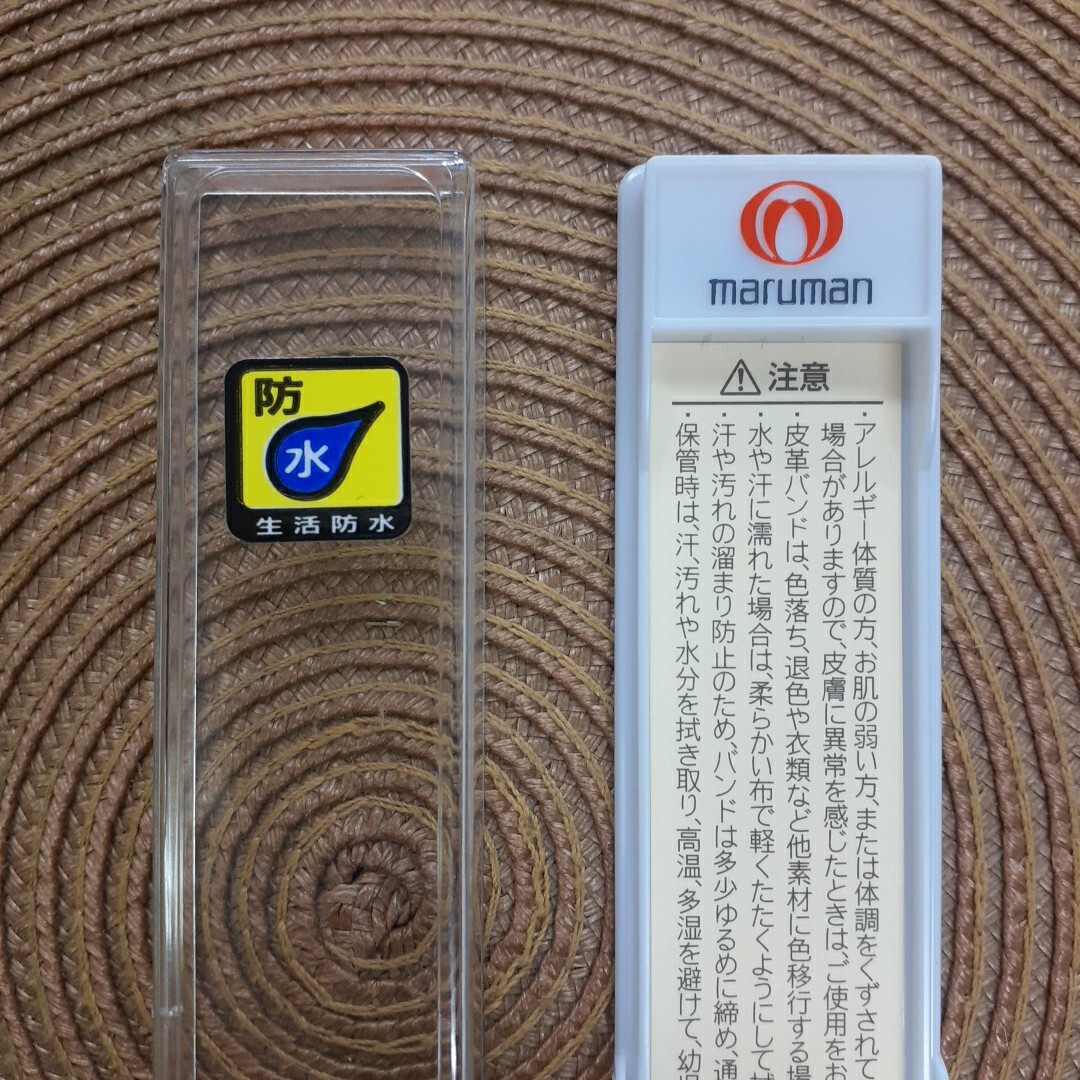 防
水
生活防水
maruman
⚠注意
・アレルギー体質の方、お肌の弱い方、または体調をくずされて
場合がありますので、皮膚に異常を感じたときは、ご使用をお
・皮革バンドは、色落ち、退色や衣類など他素材に色移行する場
・水や汗に濡れた場合は、柔らかい布で軽くたたくようにして拭
・汗や汚れの溜まり防止のため、バンドは多少ゆるめに締め、通
・保管時は、汗、汚れや水分を拭き取り、高温、多湿を避けて、幼児